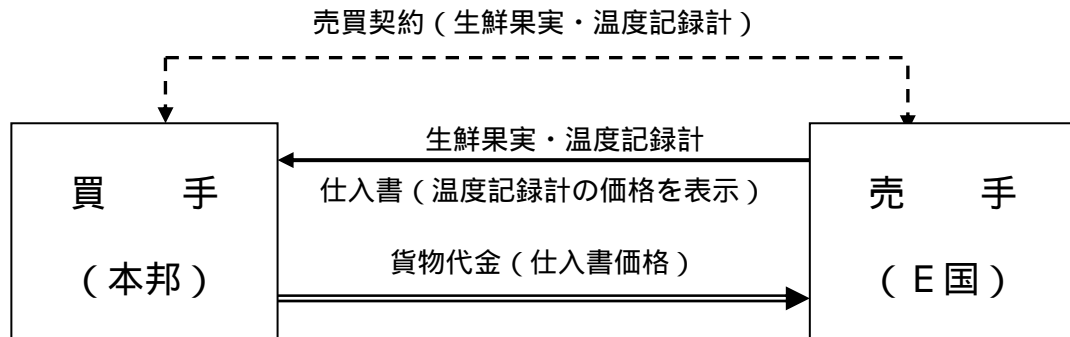 売買契約（生鮮果実・温度記録計）
生鮮果実・温度記録計
仕入書（温度記録計の価格を表示）
貨物代金（仕入書価格）
買　　手
（本邦）
売　　手
（Ｅ国）